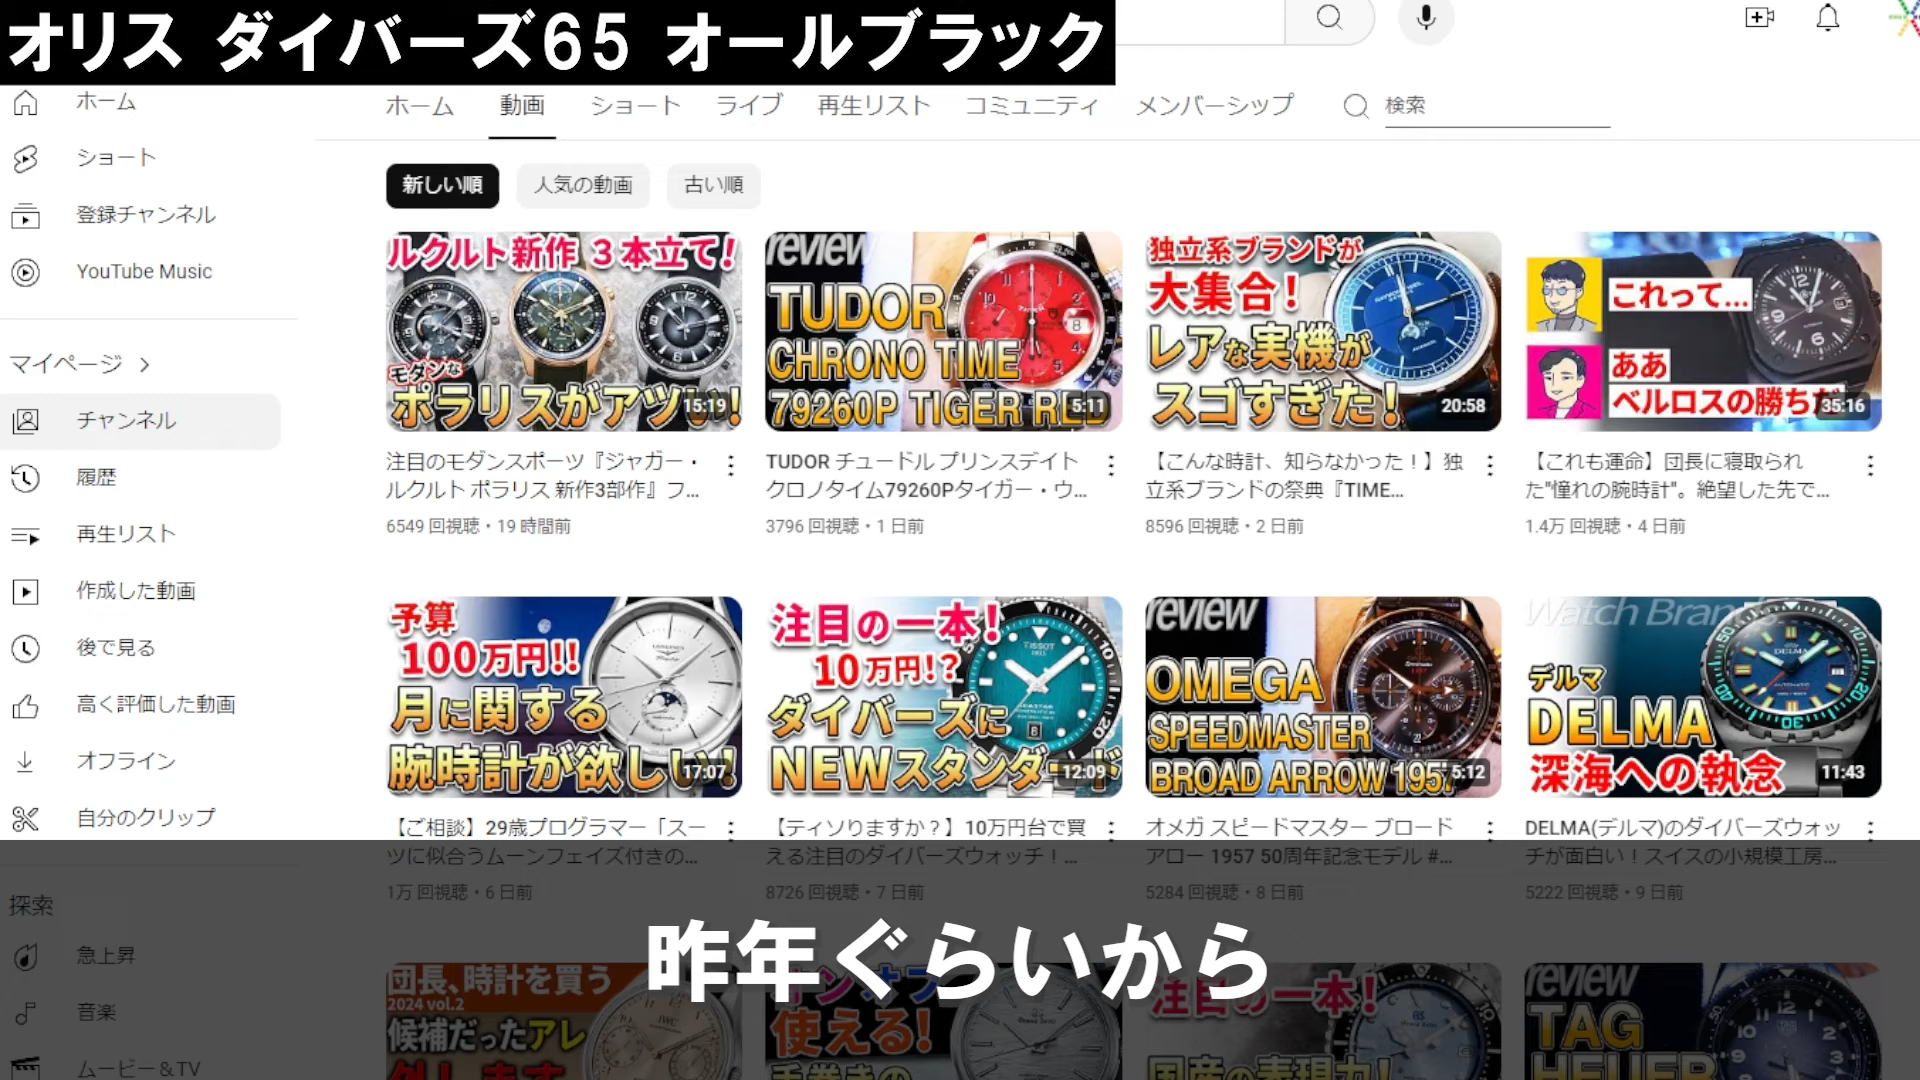 オリス ダイバーズ65 オールブラック
ホーム
ショート
登録チャンネル
YouTube Music
マイページ
チャンネル
履歴
再生リスト
作成した動画
後で見る
高く評価した動画
オフライン
自分のクリップ
探索
急上昇
音楽
ムービー＆TV
ホーム 動画 ショート ライブ 再生リスト コミュニティ メンバーシップ 検索
新しい順 人気の動画 古い順
ルクルト新作 3本立て!
モダンな
ポラリスがアツい!
15:19
注目のモダンスポーツ『ジャガー・
ルクルト ポラリス 新作3部作』フ...
6549 回視聴・19 時間前
review
TUDOR
CHRONO TIME
79260P TIGER RED
5:11
TUDOR チュードル プリンスデイト
クロノタイム79260Pタイガー・ウ...
3796 回視聴・1 日前
独立系ブランドが
大集合!
レアな実機が
スゴすぎた!
20:58
【こんな時計、知らなかった！】独
立系ブランドの祭典『TIME...
8596 回視聴・2 日前
これって...
ああ
ベルロスの勝ちだ
35:16
【これも運命】団長に寝取られ
た"憧れの腕時計"。絶望した先で...
1.4万 回視聴・4 日前
予算
100万円!!
月に関する
腕時計が欲しい!
17:07
【ご相談】29歳プログラマー「スー
ツに似合うムーンフェイズ付きの...
1万 回視聴・6 日前
注目の一本!
10万円!?
ダイバーズに
NEWスタンダード
TISSOT
12:09
【ティソりますか？】10万円台で買
える注目のダイバーズウォッチ！...
8726 回視聴・7 日前
review
OMEGA
SPEEDMASTER
BROAD ARROW 1957
5:12
オメガ スピードマスター ブロード
アロー 1957 50周年記念モデル #...
5284 回視聴・8 日前
Watch Brand
デルマ
DELMA
深海への執念
DELMA
11:43
DELMA(デルマ)のダイバーズウォッ
チが面白い！スイスの小規模工房...
5222 回視聴・9 日前
団長、時計を買う
2024 vol.2
候補だったアレ
外します
IWC
使える!
手巻きの
注目の一本!
国産の表現力!
review
TAG
HEUER
昨年ぐらいから